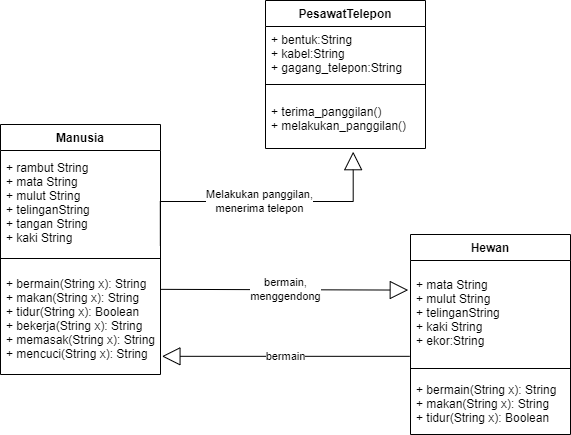 PesawatTelepon
+ bentuk:String
+ kabel:String
+ gagang_telepon:String
+ terima_panggilan()
+ melakukan_panggilan()
Manusia
+ rambut String
+ mata String
+ mulut String
+ telinganString
+ tangan String
+ kaki String
+ bermain(String x): String
+ makan(String x): String
+ tidur(String x): Boolean
+ bekerja(String x): String
+ memasak(String x): String
+ mencuci(String x): String
Melakukan panggilan,
menerima telepon
bermain,
menggendong
bermain
Hewan
+ mata String
+ mulut String
+ telinganString
+ kaki String
+ ekor:String
+ bermain(String x): String
+ makan(String x): String
+ tidur(String x): Boolean